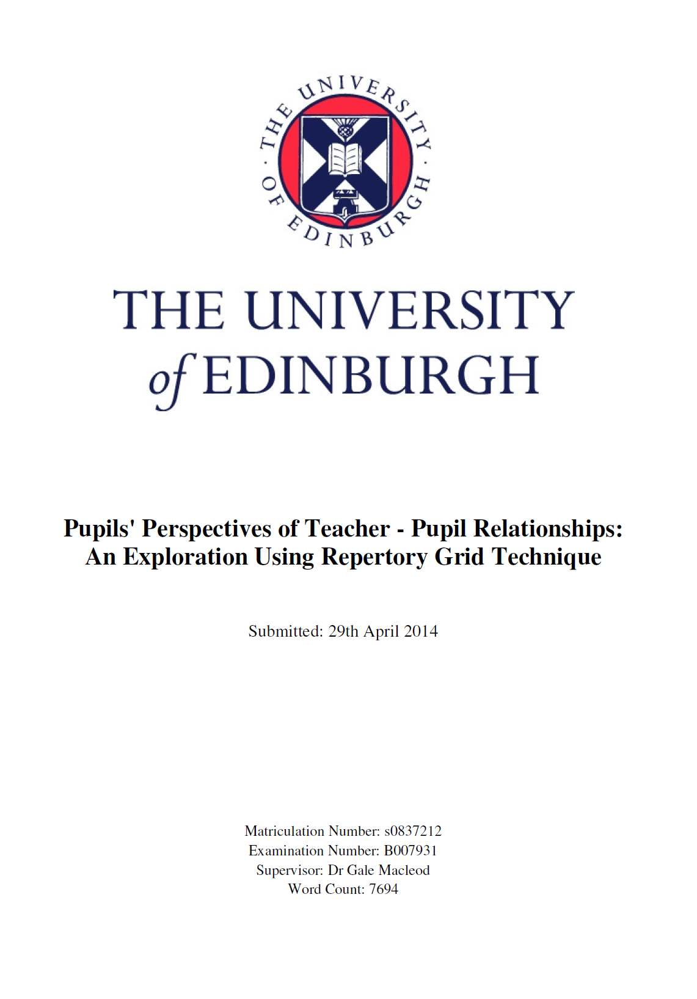 THE UNIVERSITY · OF EDINBURGH ·
THE UNIVERSITY
of EDINBURGH
Pupils' Perspectives of Teacher - Pupil Relationships:
An Exploration Using Repertory Grid Technique
Submitted: 29th April 2014
Matriculation Number: s0837212
Examination Number: B007931
Supervisor: Dr Gale Macleod
Word Count: 7694